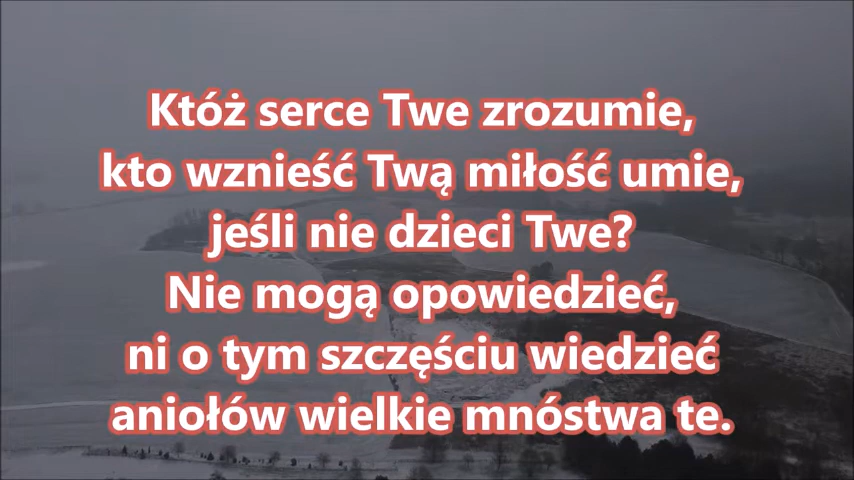 Któż serce Twe zrozumie,
kto wznieść Twą miłość umie,
jeśli nie dzieci Twe?
Nie mogą opowiedzieć,
ni o tym szczęściu wiedzieć
aniołów wielkie mnóstwa te.